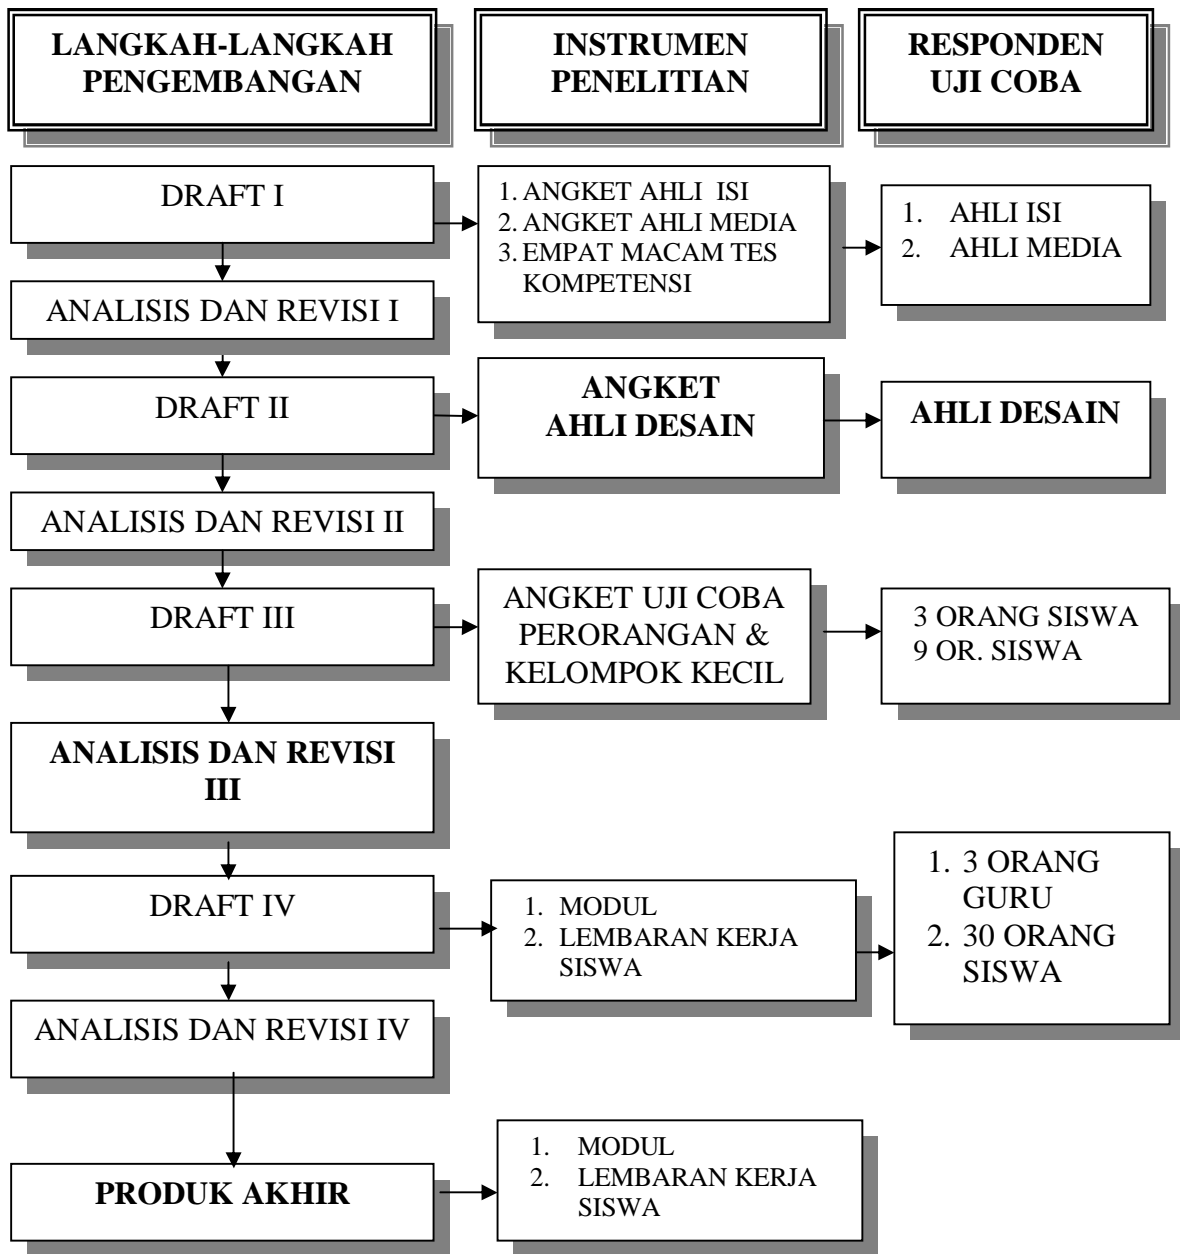 LANGKAH-LANGKAH
PENGEMBANGAN
INSTRUMEN
PENELITIAN
RESPONDEN
UJI COBA
DRAFT I
1. ANGKET AHLI ISI
2. ANGKET AHLI MEDIA
3. EMPAT MACAM TES
KOMPETENSI
1. AHLI ISI
2. AHLI MEDIA
ANALISIS DAN REVISI I
DRAFT II
ANGKET
AHLI DESAIN
AHLI DESAIN
ANALISIS DAN REVISI II
DRAFT III
ANGKET UJI COBA
PERORANGAN &
KELOMPOK KECIL
3 ORANG SISWA
9 OR. SISWA
ANALISIS DAN REVISI
III
DRAFT IV
1. MODUL
2. LEMBARAN KERJA
SISWA
1. 3 ORANG
GURU
2. 30 ORANG
SISWA
ANALISIS DAN REVISI IV
PRODUK AKHIR
1. MODUL
2. LEMBARAN KERJA
SISWA